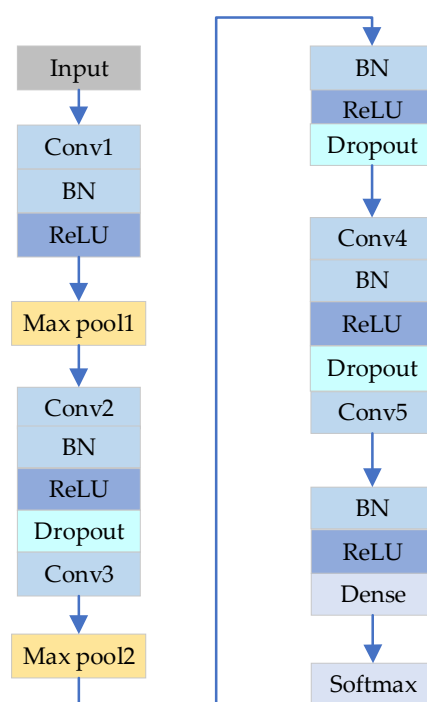 Input
Conv1
BN
ReLU
Max pool1
Conv2
BN
ReLU
Dropout
Conv3
Max pool2
BN
ReLU
Dropout
Conv4
BN
ReLU
Dropout
Conv5
BN
ReLU
Dense
Softmax